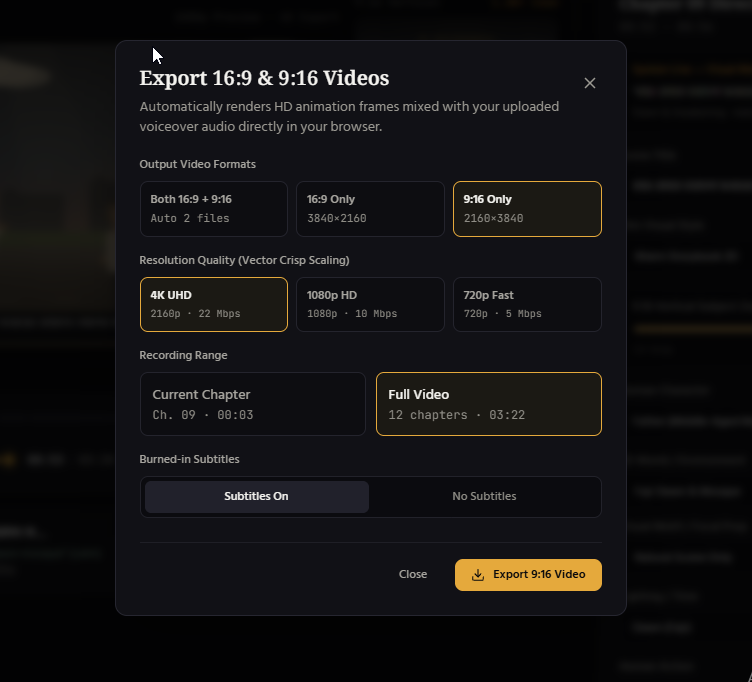 Export 16:9 & 9:16 Videos
Automatically renders HD animation frames mixed with your uploaded
voiceover audio directly in your browser.
Output Video Formats
Both 16:9 + 9:16
Auto 2 files
16:9 Only
3840×2160
9:16 Only
2160×3840
Resolution Quality (Vector Crisp Scaling)
4K UHD
2160p · 22 Mbps
1080p HD
1080p · 10 Mbps
720p Fast
720p · 5 Mbps
Recording Range
Current Chapter
Ch. 09 · 00:03
Full Video
12 chapters · 03:22
Burned-in Subtitles
Subtitles On
No Subtitles
Close
Export 9:16 Video